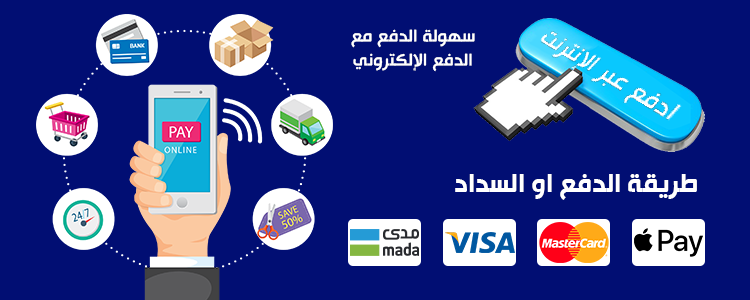 سهولة الدفع مع
الدفع الإلكتروني
ادفع عبر الانترنت
BANK
PAY
ONLINE
24/7
SAVE
50%
طريقة الدفع او السداد
مدى
mada
VISA
MasterCard
Pay